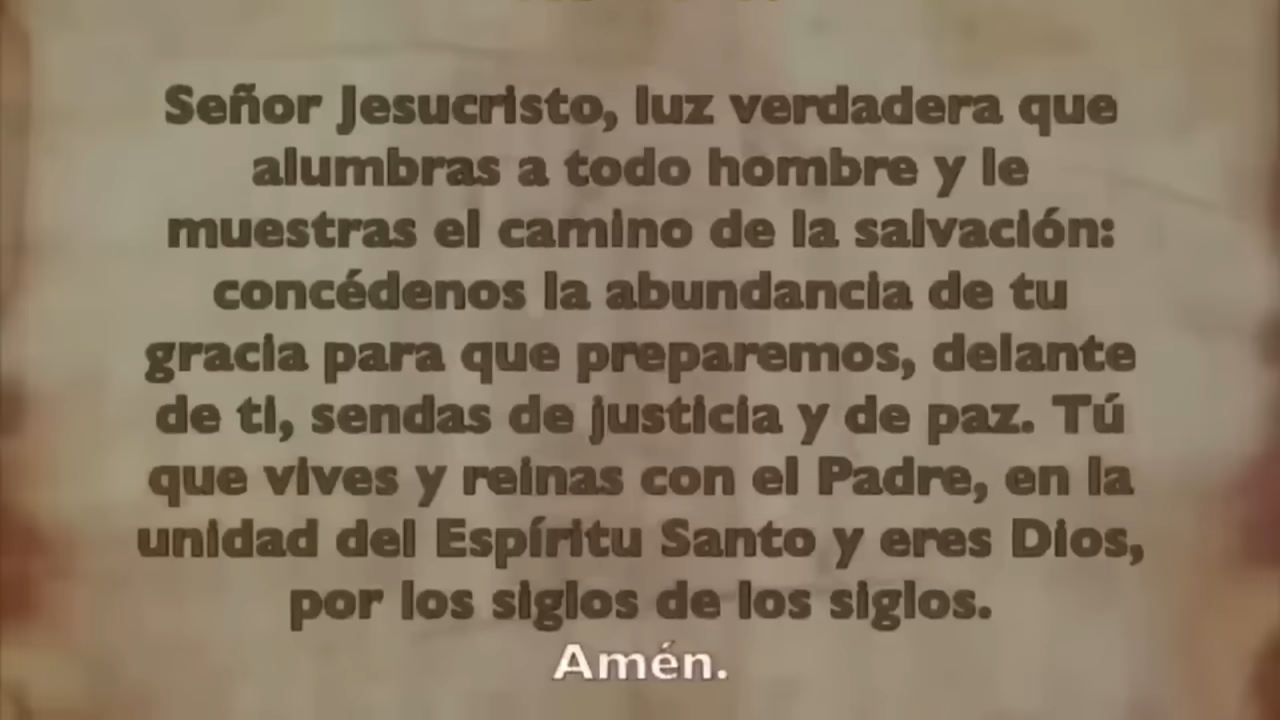 Señor Jesucristo, luz verdadera que
alumbras a todo hombre y le
muestras el camino de la salvación:
concédenos la abundancia de tu
gracia para que preparemos, delante
de ti, sendas de justicia y de paz. Tú
que vives y reinas con el Padre, en la
unidad del Espíritu Santo y eres Dios,
por los siglos de los siglos.
Amén.